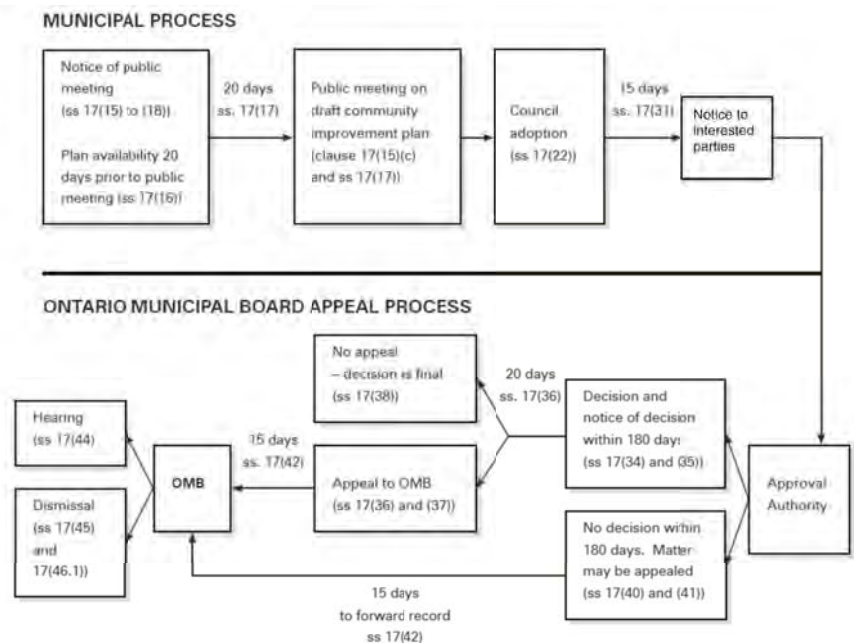 MUNICIPAL PROCESS
Notice of public
meeting
(ss 17(15) to (18))
Plan availability 20
days prior to public
meeting (ss 17(16))
20 days
ss. 17(17)
Public meeting on
draft community
improvement plan
(clause 17(15)(c)
and ss 17(17))
Council
adoption
(ss 17(22))
15 days
ss. 17(31)
Notice to
Interested
parties
ONTARIO MUNICIPAL BOARD APPEAL PROCESS
No appeal
– decision is final
(ss 17(38))
20 days
ss. 17(36)
Decision and
notice of decision
within 180 day:
(ss 17(34) and (35))
Hearing
(ss 17(44)
15 days
ss. 17(42)
Dismissal
(ss 17(45)
and
17(46.1))
OMB
Appeal to OMB
(ss 17(36) and (37))
Approval
Authority
No decision within
180 days. Matter
may be appealed
(ss 17(40) and (41))
15 days
to forward record
ss 17(42)